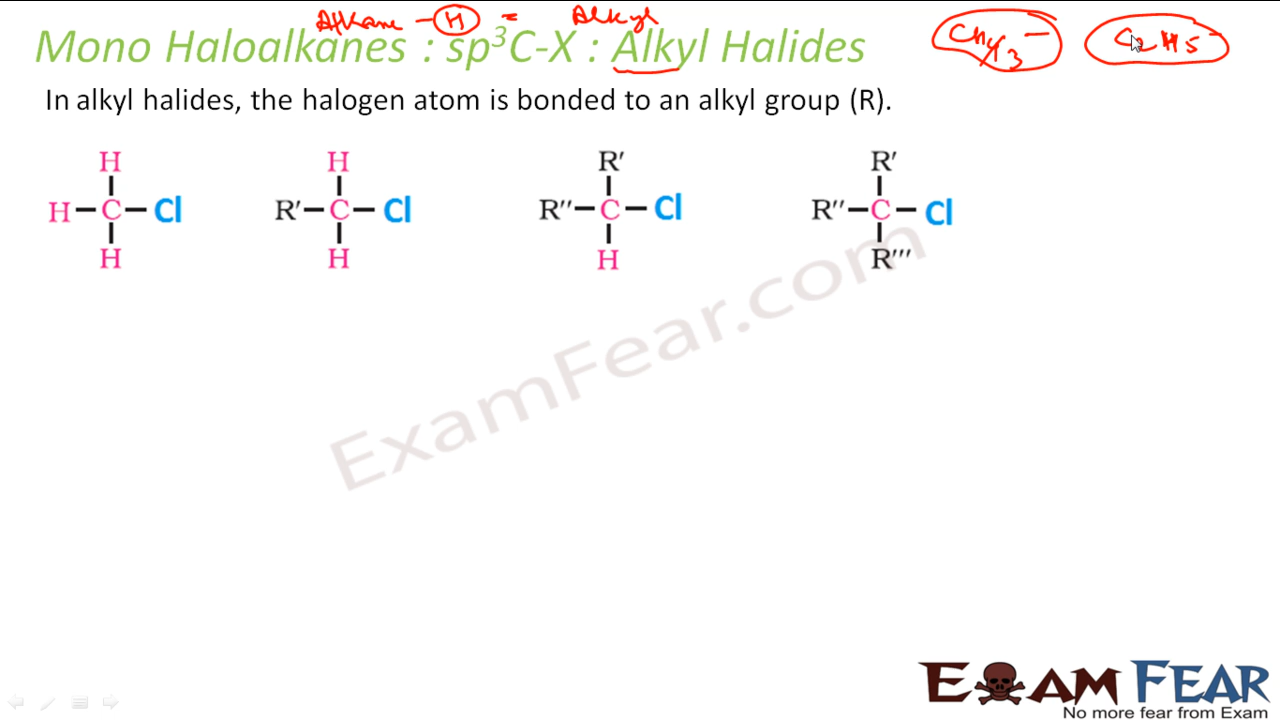 Alkane - H = Alkyl
CH3 - C2H5 -
Mono Haloalkanes : sp³C-X : Alkyl Halides
In alkyl halides, the halogen atom is bonded to an alkyl group (R).
H H R′ R′
H-C-Cl R′-C-Cl R″-C-Cl R″-C-Cl
H H H R‴
ExamFear.com
EXAM FEAR
No more fear from Exam